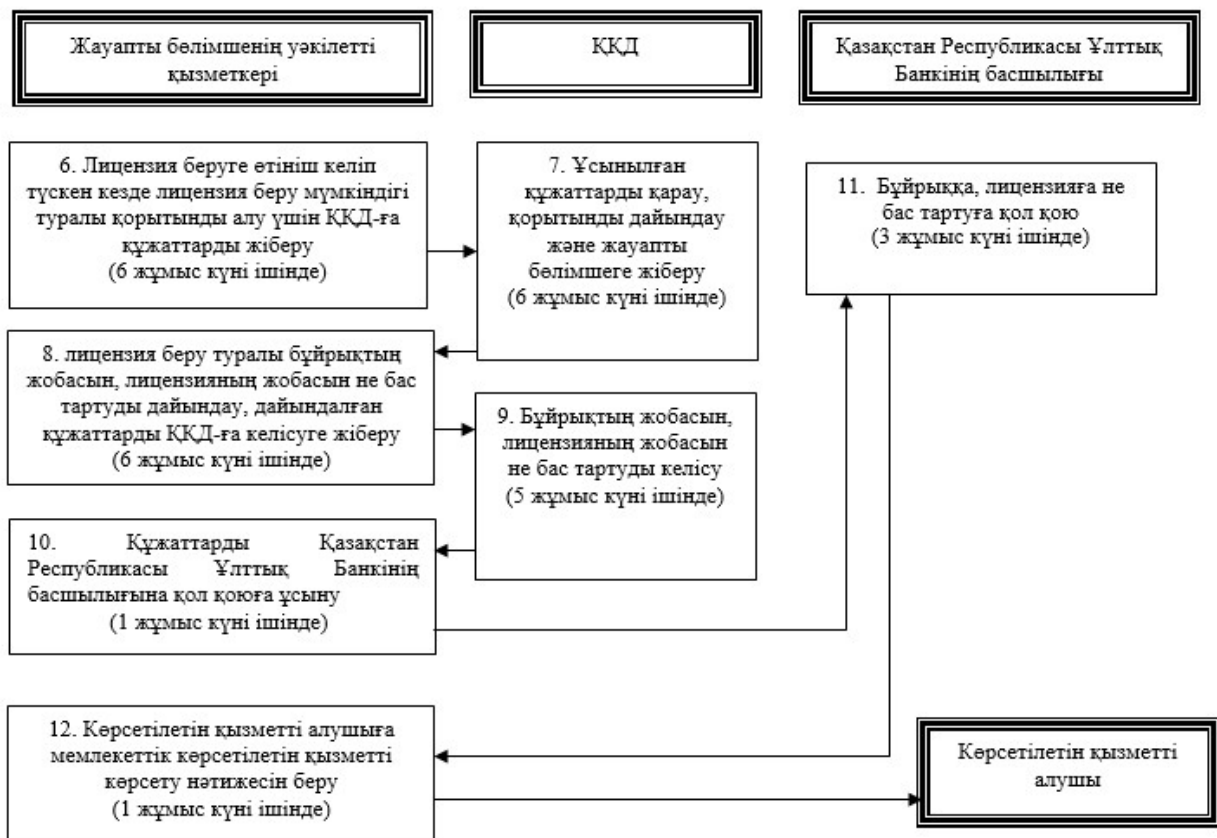 Жауапты бөлімшенің уәкілетті
қызметкері
ҚҚД
Қазақстан Республикасы Ұлттық
Банкінің басшылығы
6. Лицензия беруге өтініш келіп
түскен кезде лицензия беру мүмкіндігі
туралы қорытынды алу үшін ҚҚД-ға
құжаттарды жіберу
(6 жұмыс күні ішінде)
7. Ұсынылған
құжаттарды қарау,
қорытынды дайындау
және жауапты
бөлімшеге жіберу
(6 жұмыс күні ішінде)
11. Бұйрыққа, лицензияға не
бас тартуға қол қою
(3 жұмыс күні ішінде)
8. лицензия беру туралы бұйрықтың
жобасын, лицензияның жобасын не бас
тартуды дайындау, дайындалған
құжаттарды ҚҚД-ға келісуге жіберу
(6 жұмыс күні ішінде)
9. Бұйрықтың жобасын,
лицензияның жобасын
не бас тартуды келісу
(5 жұмыс күні ішінде)
10. Құжаттарды Қазақстан
Республикасы Ұлттық Банкінің
басшылығына қол қоюға ұсыну
(1 жұмыс күні ішінде)
12. Көрсетілетін қызметті алушыға
мемлекеттік көрсетілетін қызметті
көрсету нәтижесін беру
(1 жұмыс күні ішінде)
Көрсетілетін қызметті
алушы